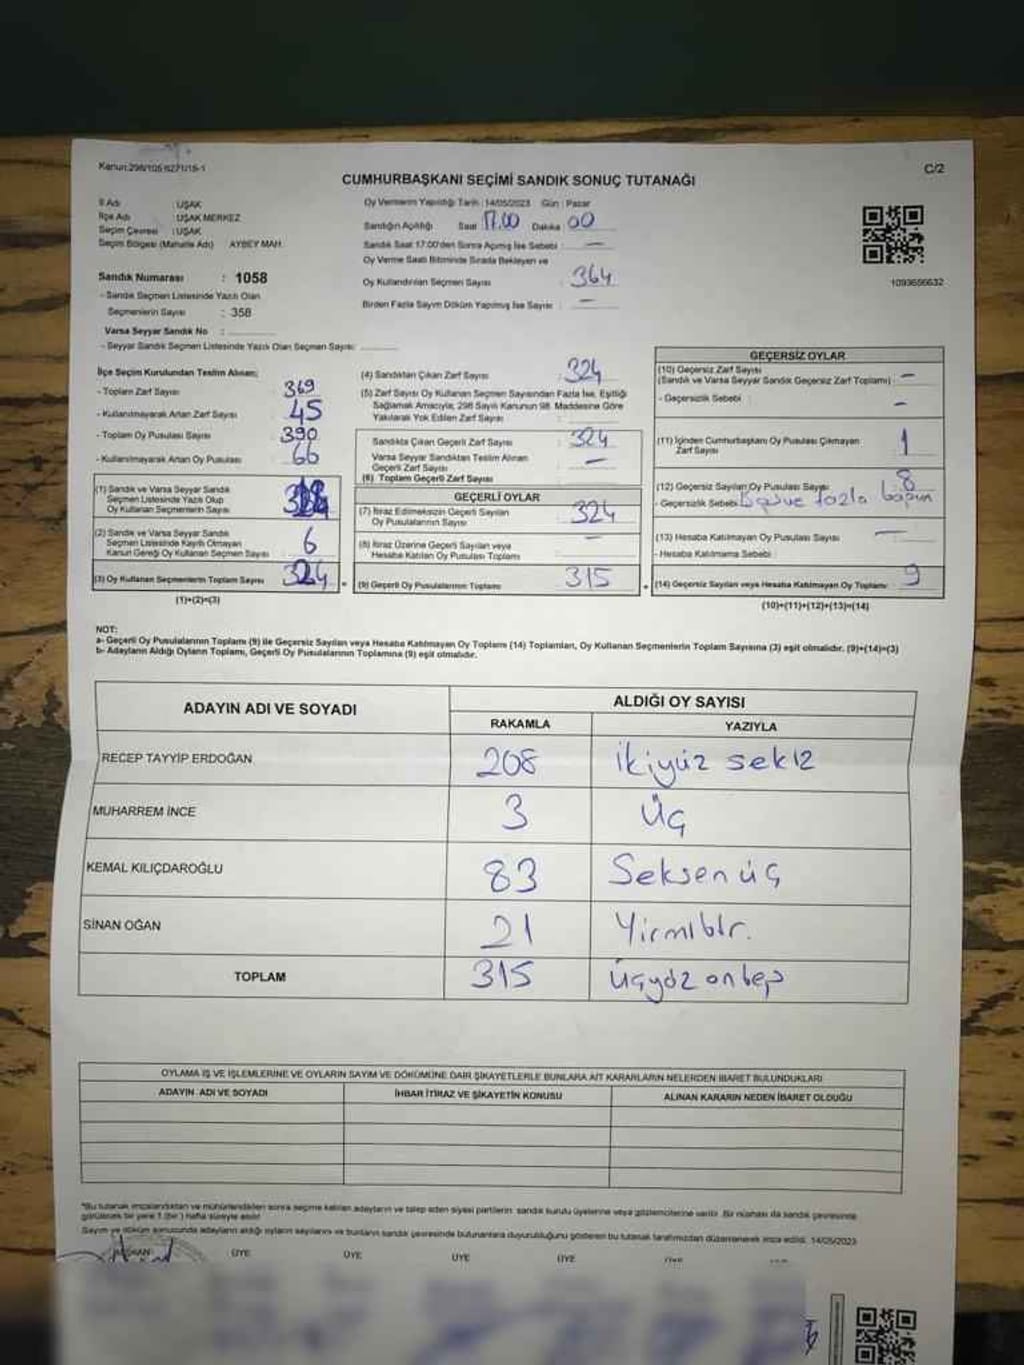 Kanun:298/105 6271/15-1
C/2
CUMHURBAŞKANI SEÇİMİ SANDIK SONUÇ TUTANAĞI
İl Adı : UŞAK
İlçe Adı : UŞAK MERKEZ
Seçim Çevresi : UŞAK
Seçim Bölgesi (Mahalle Adı) AYBEY MAH.
Sandık Numarası : 1058
- Sandık Seçmen Listesinde Yazılı Olan
Seçmenlerin Sayısı : 358
Varsa Seyyar Sandık No :
- Seyyar Sandık Seçmen Listesinde Yazılı Olan Seçmen Sayısı
Oy Vermenin Yapıldığı Tarih : 14/05/2023 Gün : Pazar
Sandığın Açıldığı Saat 17.00 Dakika 00
Sandık Saat 17:00'den Sonra Açılmış İse Sebebi : —
Oy Verme Saati Bitiminde Sırada Bekleyen ve
Oy Kullandırılan Seçmen Sayısı : 364
Birden Fazla Sayım Döküm Yapılmış İse Sayısı : —
1093656632
İlçe Seçim Kurulundan Teslim Alınan;
- Toplam Zarf Sayısı 369
- Kullanılmayarak Artan Zarf Sayısı 45
- Toplam Oy Pusulası Sayısı 390
- Kullanılmayarak Artan Oy Pusulası 66
(1) Sandık ve Varsa Seyyar Sandık
Seçmen Listesinde Yazılı Olup
Oy Kullanan Seçmenlerin Sayısı
(2) Sandık ve Varsa Seyyar Sandık
Seçmen Listesinde Kayıtlı Olmayan
Kanun Gereği Oy Kullanan Seçmen Sayısı 6
(3) Oy Kullanan Seçmenlerin Toplam Sayısı 324
(1)+(2)=(3)
(4) Sandıktan Çıkan Zarf Sayısı 324
(5) Zarf Sayısı Oy Kullanan Seçmen Sayısından Fazla İse, Eşitliği
Sağlamak Amacıyla, 298 Sayılı Kanunun 98. Maddesine Göre
Yakılarak Yok Edilen Zarf Sayısı
Sandıkta Çıkan Geçerli Zarf Sayısı 324
Varsa Seyyar Sandıktan Teslim Alınan
Geçerli Zarf Sayısı —
(6) Toplam Geçerli Zarf Sayısı
GEÇERLİ OYLAR
(7) İtiraz Edilmeksizin Geçerli Sayılan
Oy Pusulalarının Sayısı 324
(8) İtiraz Üzerine Geçerli Sayılan veya
Hesaba Katılan Oy Pusulası Toplamı —
(9) Geçerli Oy Pusulalarının Toplamı 315
GEÇERSİZ OYLAR
(10) Geçersiz Zarf Sayısı
(Sandık ve Varsa Seyyar Sandık Geçersiz Zarf Toplamı) —
- Geçersizlik Sebebi : —
(11) İçinden Cumhurbaşkanı Oy Pusulası Çıkmayan
Zarf Sayısı 1
(12) Geçersiz Sayılan Oy Pusulası Sayısı 8
- Geçersizlik Sebebi fazla
(13) Hesaba Katılmayan Oy Pusulası Sayısı —
- Hesaba Katılmama Sebebi :
(14) Geçersiz Sayılan veya Hesaba Katılmayan Oy Toplamı 9
(10)+(11)+(12)+(13)=(14)
NOT:
a- Geçerli Oy Pusulalarının Toplamı (9) ile Geçersiz Sayılan veya Hesaba Katılmayan Oy Toplamı (14) Toplamları, Oy Kullanan Seçmenlerin Toplam Sayısına (3) eşit olmalıdır. (9)+(14)=(3)
b- Adayların Aldığı Oyların Toplamı, Geçerli Oy Pusulalarının Toplamına (9) eşit olmalıdır.
ADAYIN ADI VE SOYADI
ALDIĞI OY SAYISI
RAKAMLA YAZIYLA
RECEP TAYYİP ERDOĞAN 208 İkiyüz sekiz
MUHARREM İNCE 3 Üç
KEMAL KILIÇDAROĞLU 83 Seksen üç
SİNAN OĞAN 21 Yirmibir.
TOPLAM 315 Üçyüz onbeş
OYLAMA İŞ VE İŞLEMLERİNE VE OYLARIN SAYIM VE DÖKÜMÜNE DAİR ŞİKAYETLERLE BUNLARA AİT KARARLARIN NELERDEN İBARET BULUNDUKLARI
ADAYIN ADI VE SOYADI İHBAR İTİRAZ VE ŞİKAYETİN KONUSU ALINAN KARARIN NEDEN İBARET OLDUĞU
*Bu tutanak imzalandıktan ve mühürlendikten sonra seçime katılan adayların ve talep eden siyasi partilerin sandık kurulu üyelerine veya gözlemcilerine verilir. Bir nüshası da sandık çevresinde
görülecek bir yere 1 (bir) hafta süreyle asılır
Sayım ve döküm sonucunda adayların aldığı oyların sayılarını ve bunların sandık çevresinde bulunanlara duyurulduğunu gösteren bu tutanak tarafımızdan düzenlenerek imza edildi. 14/05/2023
ÜYE ÜYE ÜYE ÜYE